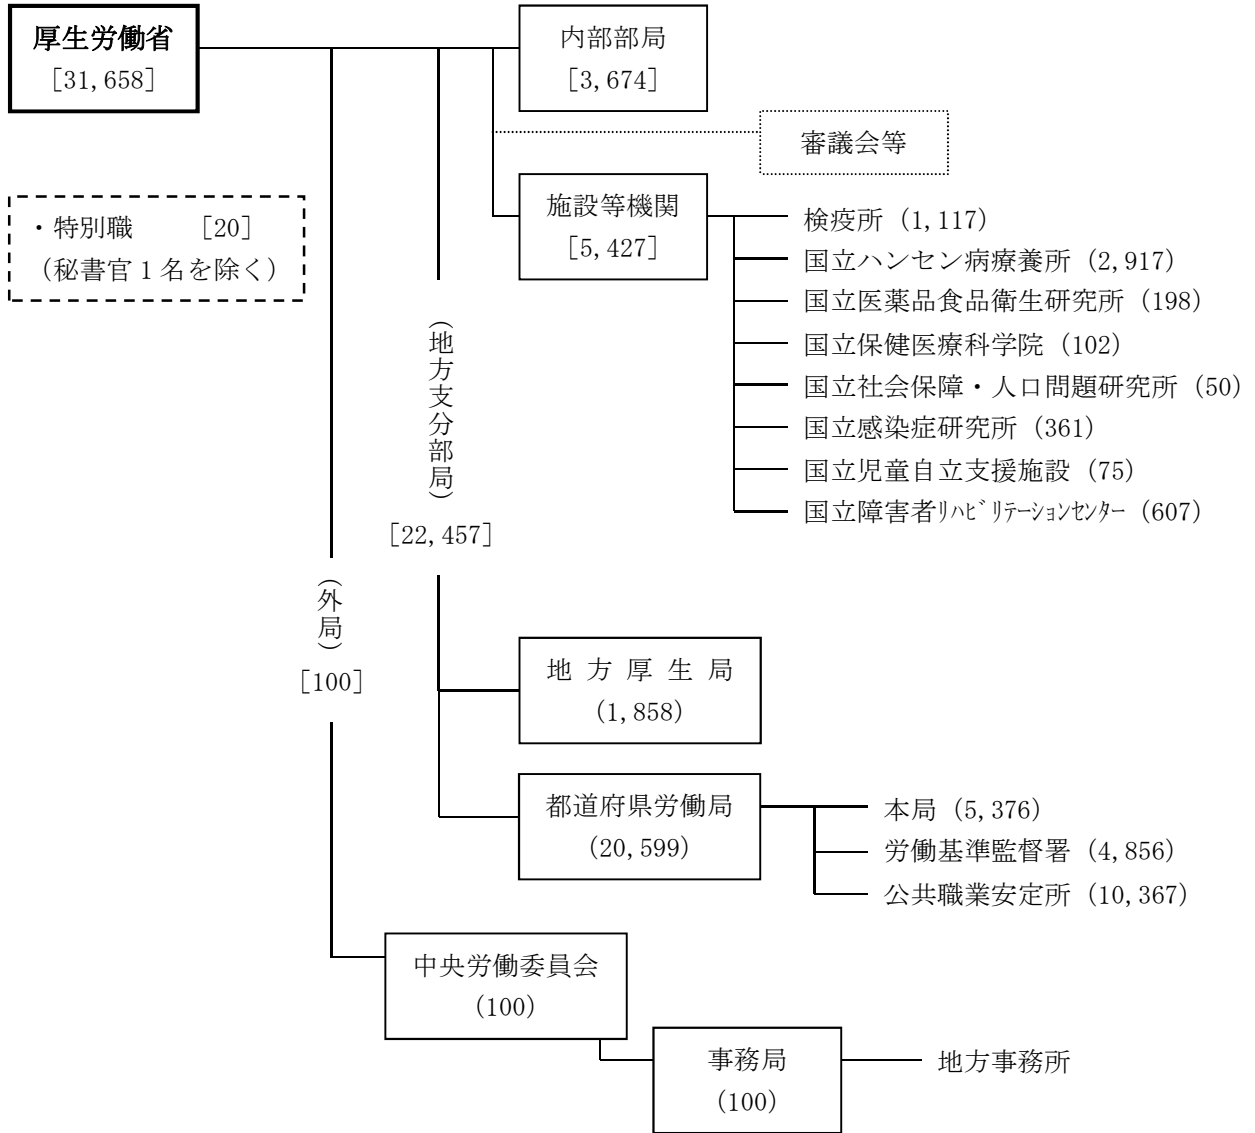 厚生労働省
[31,658]
内部部局
[3,674]
審議会等
・特別職 [20]
（秘書官1名を除く）
施設等機関
[5,427]
検疫所 (1,117)
国立ハンセン病療養所 (2,917)
国立医薬品食品衛生研究所 (198)
国立保健医療科学院 (102)
国立社会保障・人口問題研究所 (50)
国立感染症研究所 (361)
国立児童自立支援施設 (75)
国立障害者ﾘﾊﾋﾞﾘﾃｰｼｮﾝｾﾝﾀｰ (607)
（地方支分部局）
[22,457]
（外局）
[100]
地方厚生局
(1,858)
都道府県労働局
(20,599)
本局 (5,376)
労働基準監督署 (4,856)
公共職業安定所 (10,367)
中央労働委員会
(100)
事務局
(100)
地方事務所